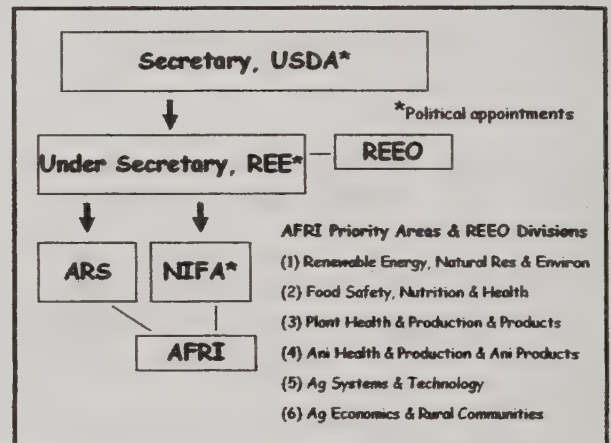 Secretary, USDA*
*Political appointments
Under Secretary, REE*
REEO
ARS
NIFA*
AFRI
AFRI Priority Areas & REEO Divisions
(1) Renewable Energy, Natural Res & Environ
(2) Food Safety, Nutrition & Health
(3) Plant Health & Production & Products
(4) Ani Health & Production & Ani Products
(5) Ag Systems & Technology
(6) Ag Economics & Rural Communities